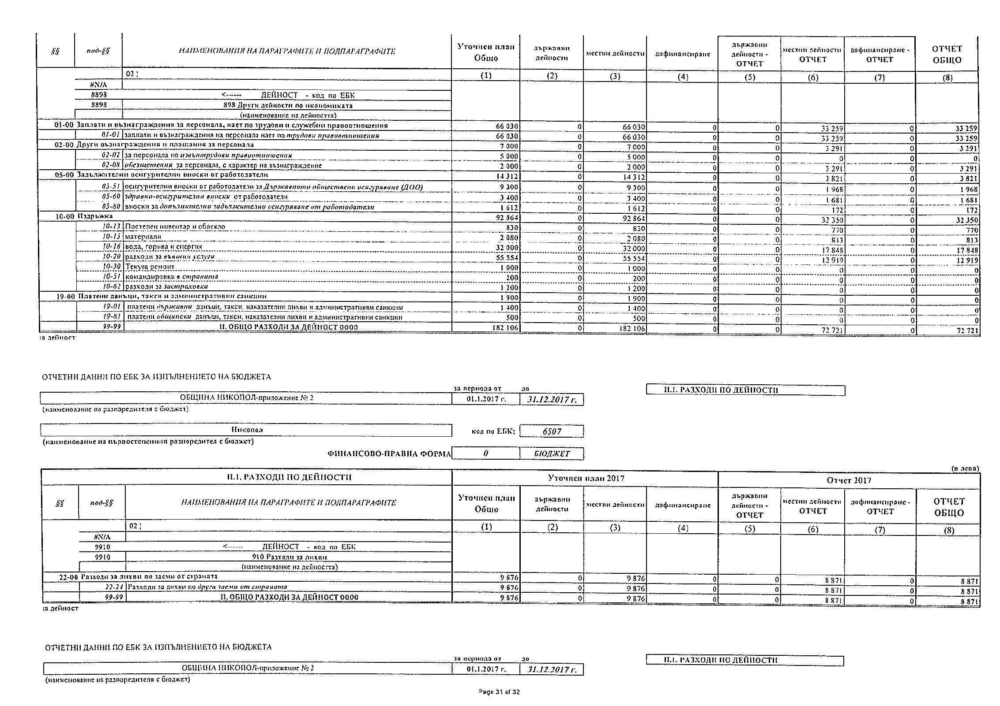 §§ под-§§ НАИМЕНОВАНИЯ НА ПАРАГРАФИТЕ И ПОДПАРАГРАФИТЕ Уточнен план Общо държавни дейности местни дейности дофинансиране държавни дейности - ОТЧЕТ местни дейности ОТЧЕТ дофинансиране - ОТЧЕТ ОТЧЕТ ОБЩО
02 ¦ (1) (2) (3) (4) (5) (6) (7) (8)
#N/A
8898 <------ ДЕЙНОСТ - код по ЕБК
8898 898 Други дейности по икономиката
(наименование на дейността)
01-00 Заплати и възнаграждения за персонала, нает по трудови и служебни правоотношения 66 030 0 66 030 0 0 33 259 0 33 259
01-01 заплати и възнаграждения на персонала нает по трудови правоотношения 66 030 0 66 030 0 0 33 259 0 33 259
02-00 Други възнаграждения и плащания за персонала 7 000 0 7 000 0 0 3 291 0 3 291
02-02 за персонала по извънтрудови правоотношения 5 000 0 5 000 0 0 0 0 0
02-08 обезщетения за персонала, с характер на възнаграждение 2 000 0 2 000 0 0 3 291 0 3 291
05-00 Задължителни осигурителни вноски от работодатели 14 312 0 14 312 0 0 3 821 0 3 821
05-51 осигурителни вноски от работодатели за Държавното обществено осигуряване (ДОО) 9 300 0 9 300 0 0 1 968 0 1 968
05-60 здравно-осигурителни вноски от работодатели 3 400 0 3 400 0 0 1 681 0 1 681
05-80 вноски за допълнително задължително осигуряване от работодатели 1 612 0 1 612 0 0 172 0 172
10-00 Издръжка 92 864 0 92 864 0 0 32 350 0 32 350
10-13 Постелен инвентар и облекло 830 0 830 0 0 770 0 770
10-15 материали 2 080 0 2 080 0 0 813 0 813
10-16 вода, горива и енергия 32 000 0 32 000 0 0 17 848 0 17 848
10-20 разходи за външни услуги 55 554 0 55 554 0 0 12 919 0 12 919
10-30 Текущ ремонт 1 000 0 1 000 0 0 0 0 0
10-51 командировки в страната 200 0 200 0 0 0 0 0
10-62 разходи за застраховки 1 200 0 1 200 0 0 0 0 0
19-00 Платени данъци, такси и административни санкции 1 900 0 1 900 0 0 0 0 0
19-01 платени държавни данъци, такси, наказателни лихви и административни санкции 1 400 0 1 400 0 0 0 0 0
19-81 платени общински данъци, такси, наказателни лихви и административни санкции 500 0 500 0 0 0 0 0
99-99 II. ОБЩО РАЗХОДИ ЗА ДЕЙНОСТ 0000 182 106 0 182 106 0 0 72 721 0 72 721
за дейност
ОТЧЕТНИ ДАННИ ПО ЕБК ЗА ИЗПЪЛНЕНИЕТО НА БЮДЖЕТА
за периода от до II.1. РАЗХОДИ ПО ДЕЙНОСТИ
ОБЩИНА НИКОПОЛ-приложение № 2 01.1.2017 г. 31.12.2017 г.
(наименование на разпоредителя с бюджет)
Никопол код по ЕБК: 6507
(наименование на първостепенния разпоредител с бюджет)
ФИНАНСОВО-ПРАВНА ФОРМА 0 БЮДЖЕТ
(в лева)
II.1. РАЗХОДИ ПО ДЕЙНОСТИ Уточнен план 2017 Отчет 2017
§§ под-§§ НАИМЕНОВАНИЯ НА ПАРАГРАФИТЕ И ПОДПАРАГРАФИТЕ Уточнен план Общо държавни дейности местни дейности дофинансиране държавни дейности - ОТЧЕТ местни дейности ОТЧЕТ дофинансиране - ОТЧЕТ ОТЧЕТ ОБЩО
02 ¦ (1) (2) (3) (4) (5) (6) (7) (8)
#N/A
9910 <------ ДЕЙНОСТ - код по ЕБК
9910 910 Разходи за лихви
(наименование на дейността)
22-00 Разходи за лихви по заеми от страната 9 876 0 9 876 0 0 8 871 0 8 871
22-24 Разходи за лихви по други заеми от страната 9 876 0 9 876 0 0 8 871 0 8 871
99-99 II. ОБЩО РАЗХОДИ ЗА ДЕЙНОСТ 0000 9 876 0 9 876 0 0 8 871 0 8 871
за дейност
ОТЧЕТНИ ДАННИ ПО ЕБК ЗА ИЗПЪЛНЕНИЕТО НА БЮДЖЕТА
за периода от до II.1. РАЗХОДИ ПО ДЕЙНОСТИ
ОБЩИНА НИКОПОЛ-приложение № 2 01.1.2017 г. 31.12.2017 г.
(наименование на разпоредителя с бюджет)
Page 31 of 32